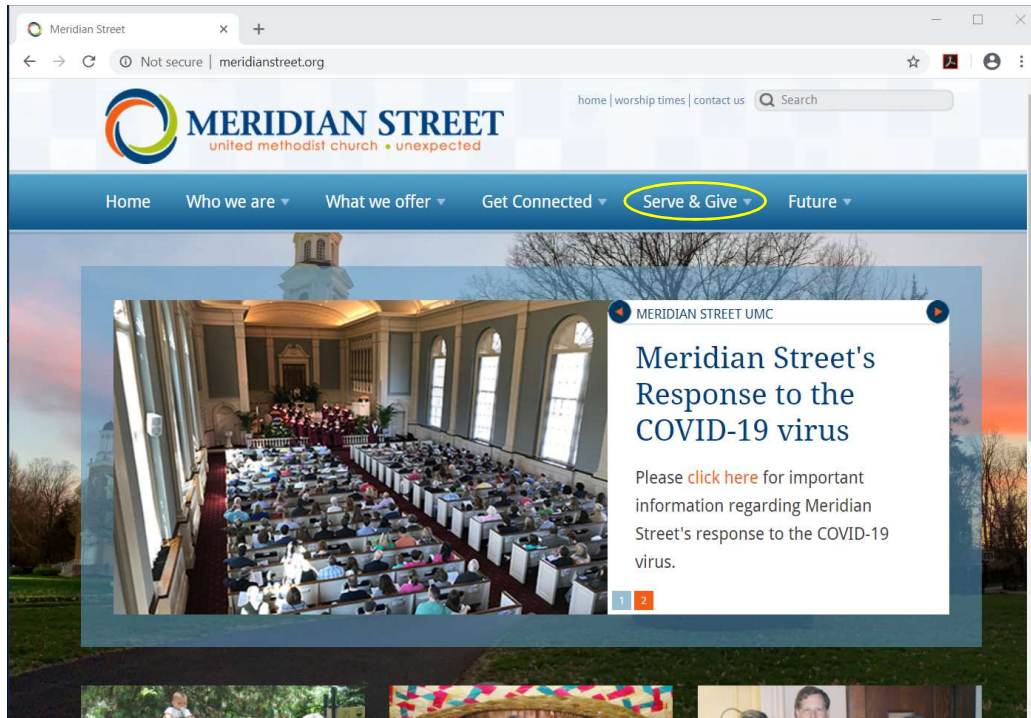 Meridian Street
Not secure | meridianstreet.org
home | worship times | contact us Search
MERIDIAN STREET
united methodist church • unexpected
Home Who we are What we offer Get Connected Serve & Give Future
MERIDIAN STREET UMC
Meridian Street's
Response to the
COVID-19 virus
Please click here for important
information regarding Meridian
Street's response to the COVID-19
virus.
1 2